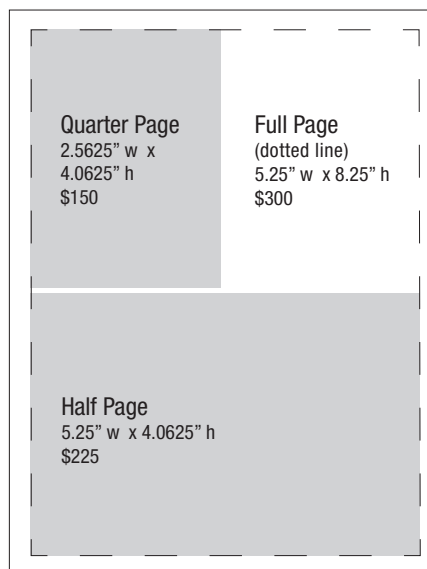 Quarter Page
2.5625” w x
4.0625” h
$150
Full Page
(dotted line)
5.25” w x 8.25” h
$300
Half Page
5.25” w x 4.0625” h
$225